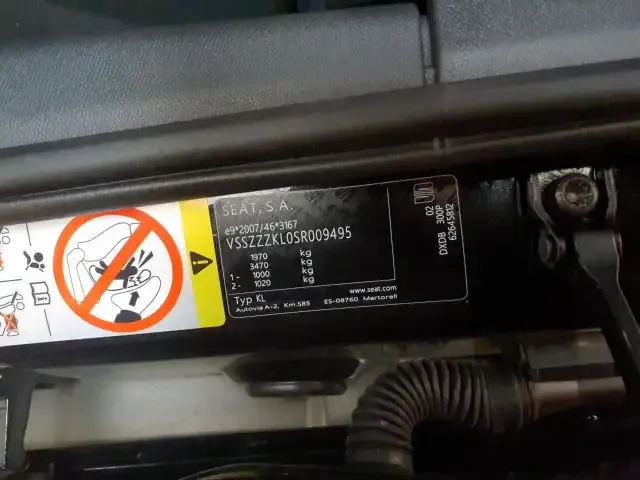 SEAT, S.A.
e9*2007/46*3167
VSSZZZKL0SR009495
1970 kg
3470 kg
1- 1000 kg
2- 1020 kg
Typ KL
www.seat.com
Autovia A-2, Km.585 ES-08760 Martorell
02
DXDB 300P
62645812